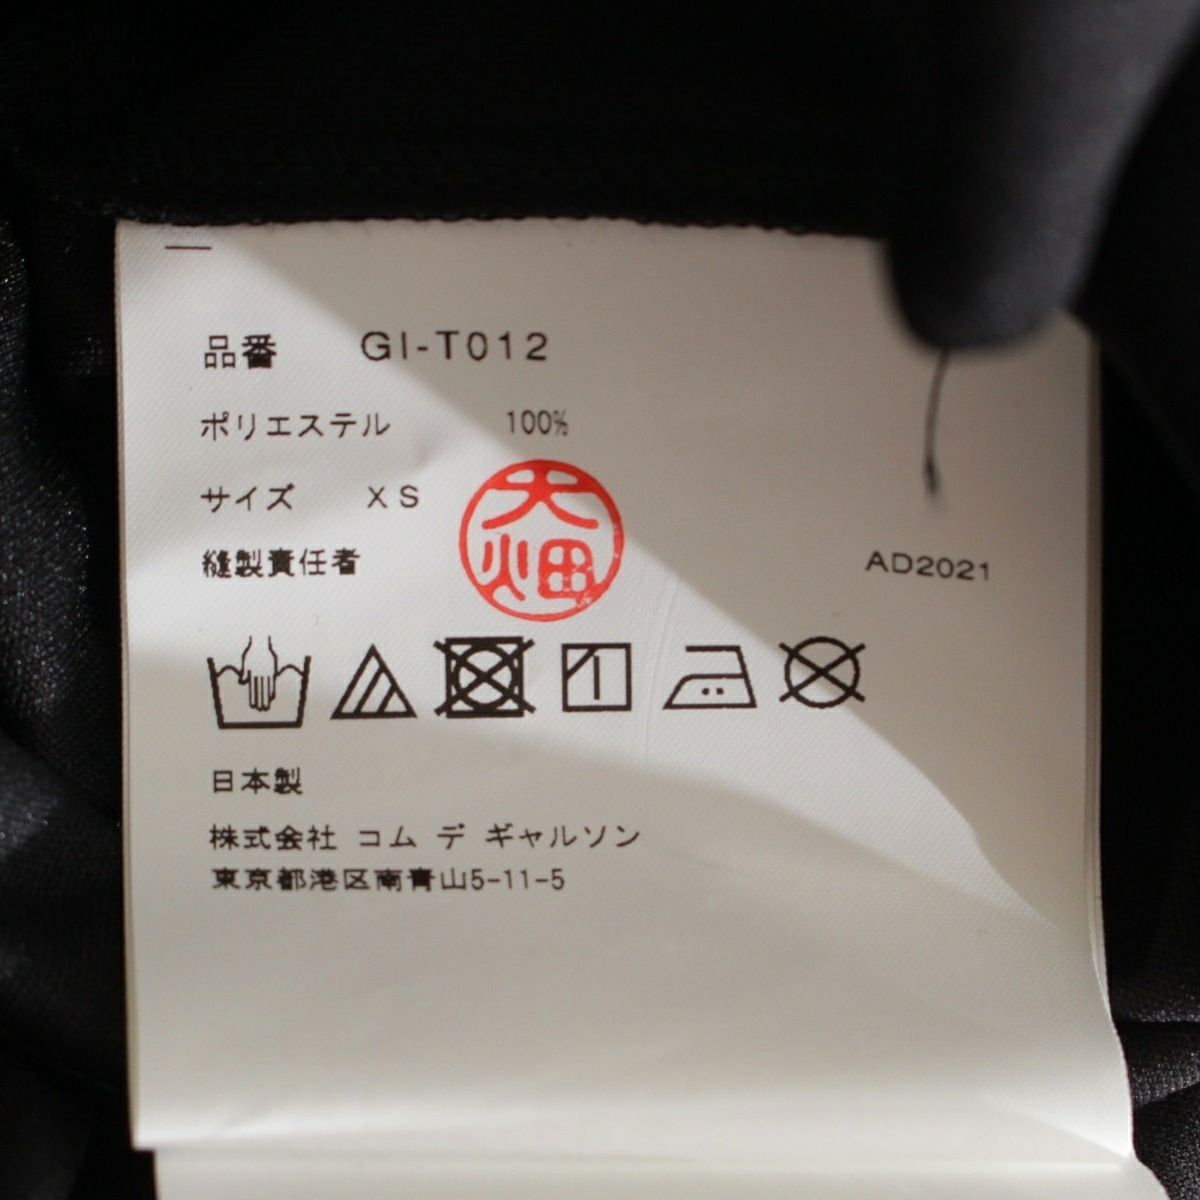 品番 GI-T012
ポリエステル 100%
サイズ XS
大畑
縫製責任者
AD2021
日本製
株式会社 コム デ ギャルソン
東京都港区南青山5-11-5